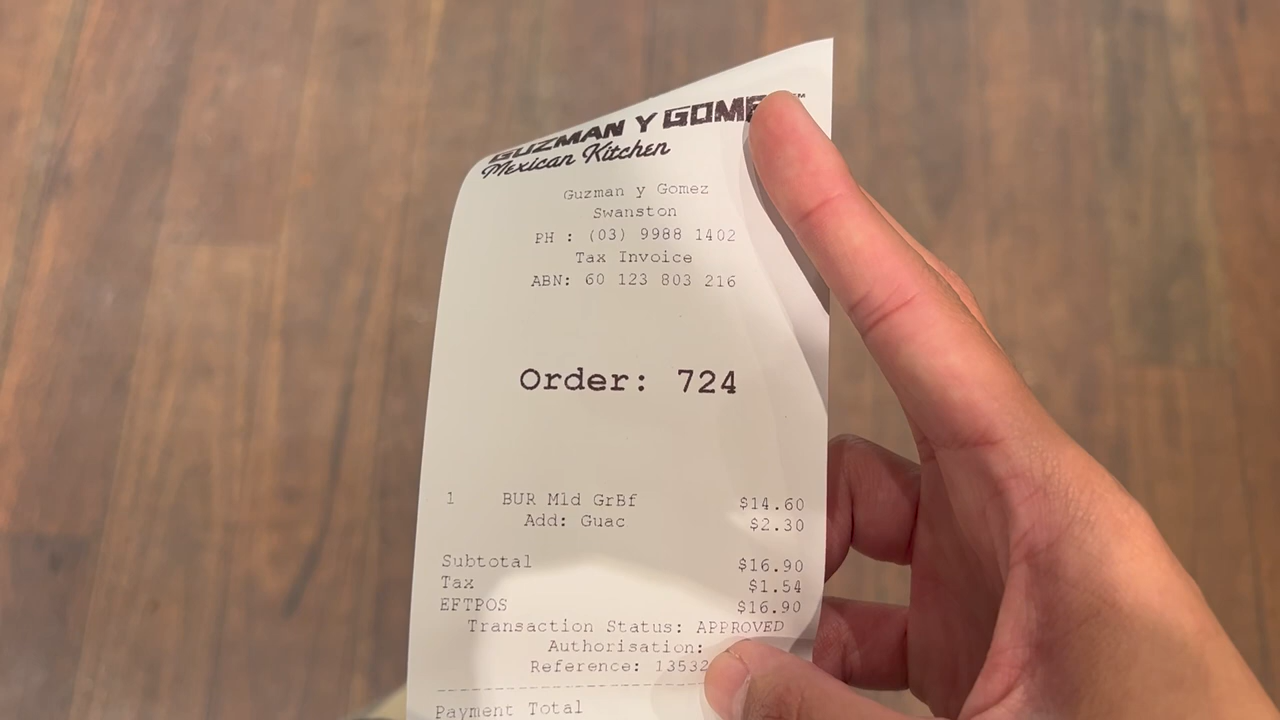 GUZMAN Y GOME
Mexican Kitchen
Guzman y Gomez
Swanston
PH : (03) 9988 1402
Tax Invoice
ABN: 60 123 803 216
Order: 724
1 BUR Mld GrBf $14.60
Add: Guac $2.30
Subtotal $16.90
Tax $1.54
EFTPOS $16.90
Transaction Status: APPROVED
Authorisation:
Reference: 13532
Payment Total